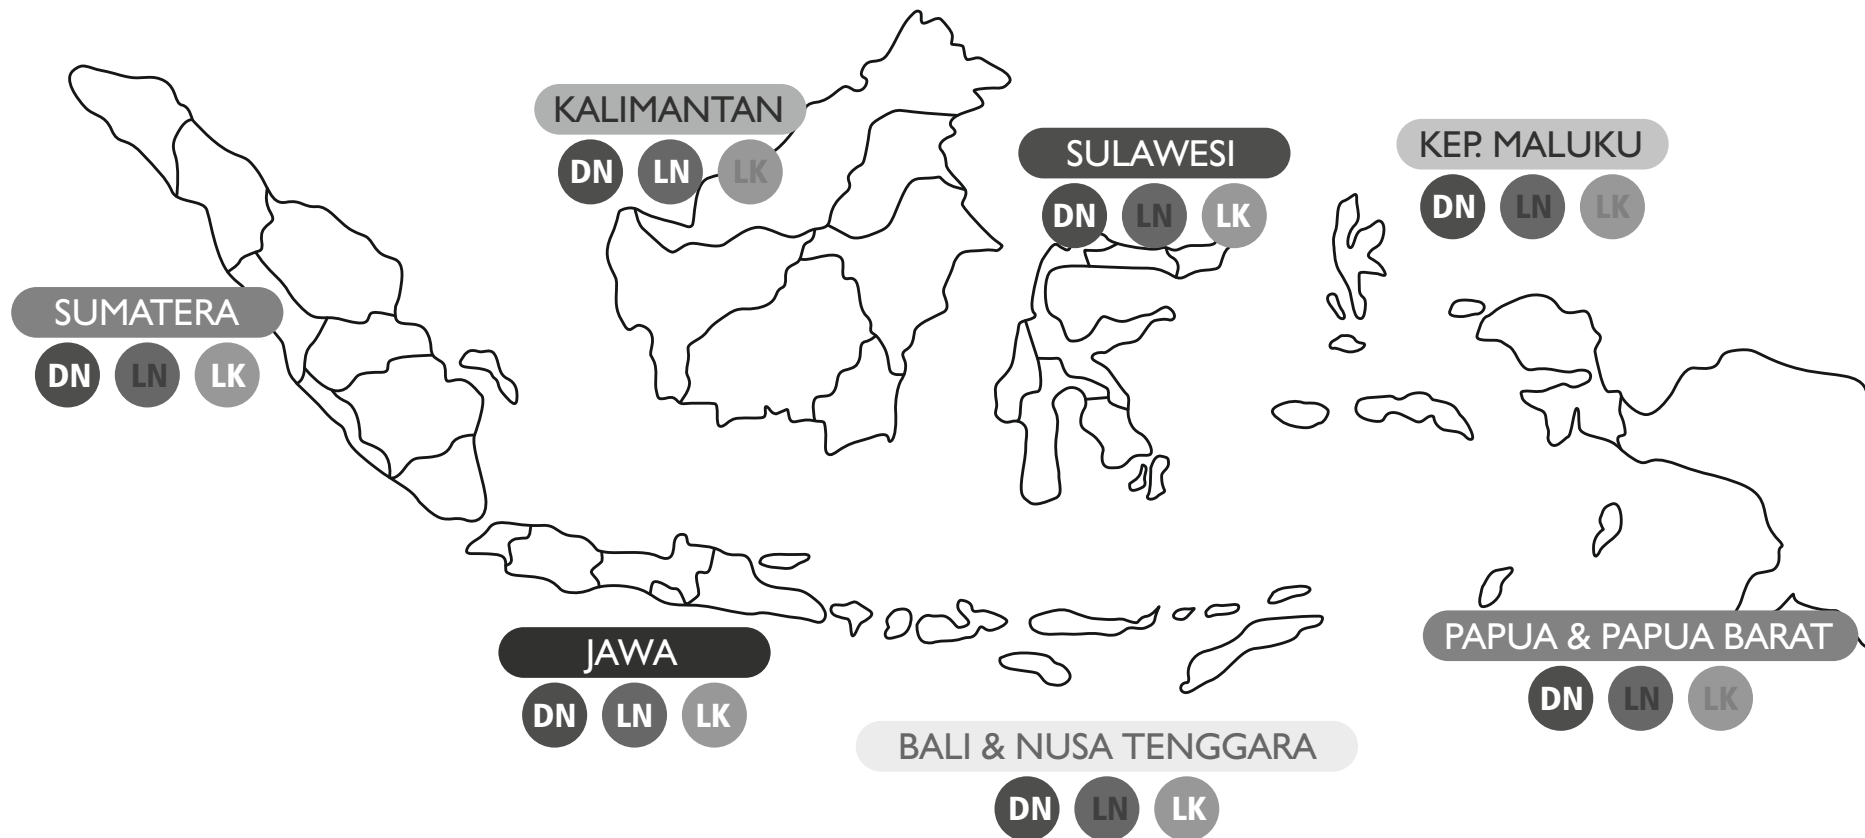 KALIMANTAN
DN LN LK
SULAWESI
DN LN LK
KEP. MALUKU
DN LN LK
SUMATERA
DN LN LK
JAWA
DN LN LK
PAPUA & PAPUA BARAT
DN LN LK
BALI & NUSA TENGGARA
DN LN LK